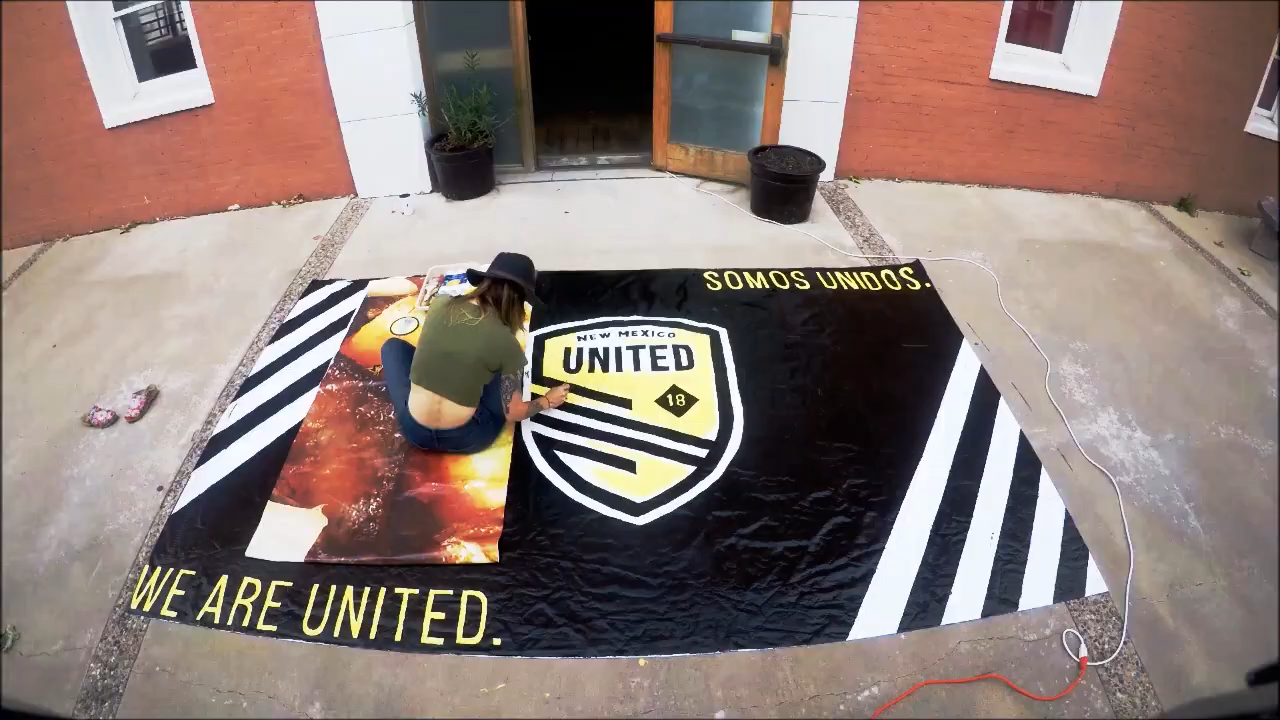 SOMOS UNIDOS.
NEW MEXICO
UNITED
18
WE ARE UNITED.